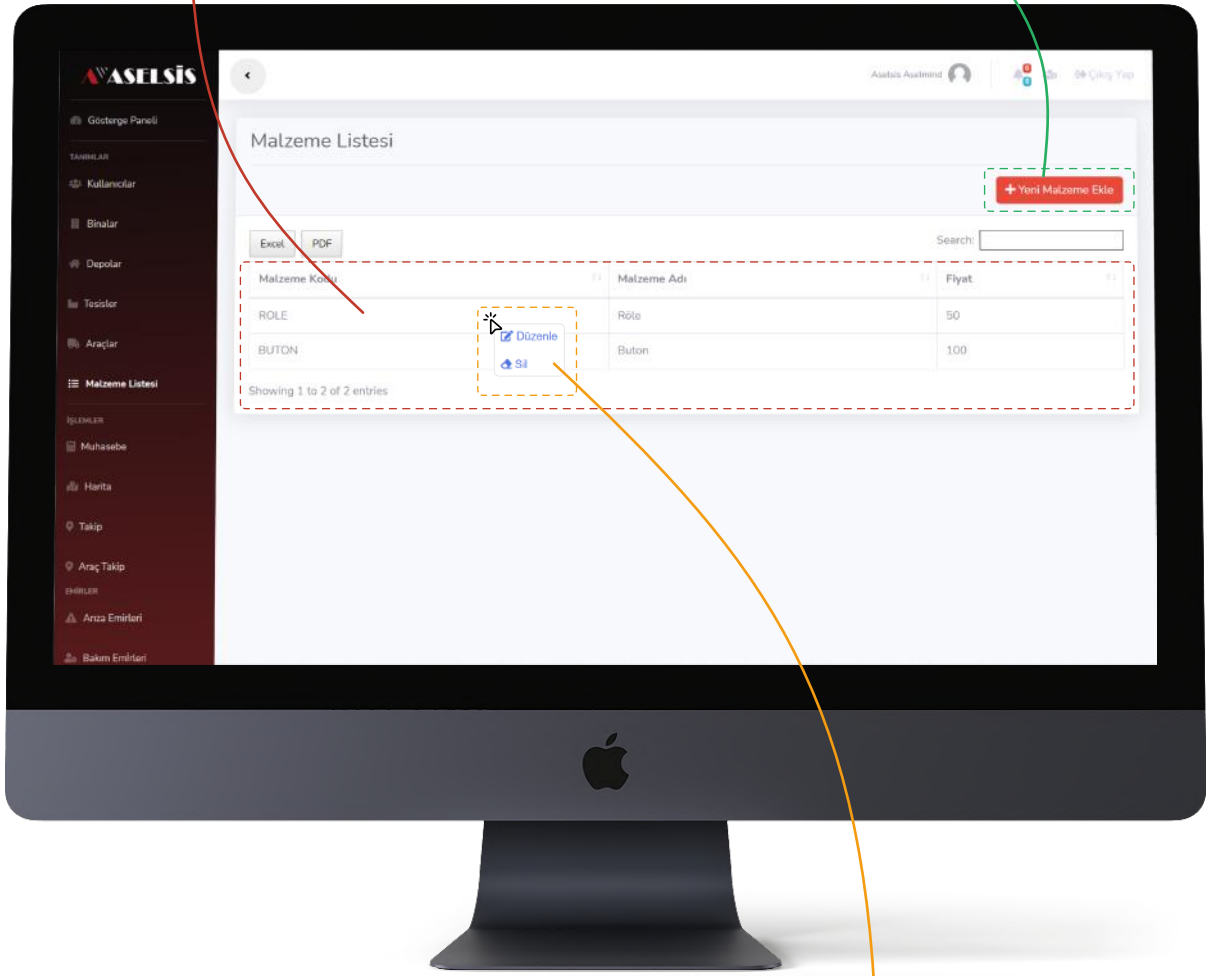 ASELSİS
Aselsis Aselmind
0
0
Çıkış Yap
Gösterge Paneli
TANIMLAR
Kullanıcılar
Binalar
Depolar
Tesisler
Araçlar
Malzeme Listesi
İŞLEMLER
Muhasebe
Harita
Takip
Araç Takip
EMİRLER
Arıza Emirleri
Bakım Emirleri
Malzeme Listesi
+ Yeni Malzeme Ekle
Excel PDF
Search:
Malzeme Kodu Malzeme Adı Fiyat
ROLE Röle 50
BUTON Buton 100
Düzenle
Sil
Showing 1 to 2 of 2 entries